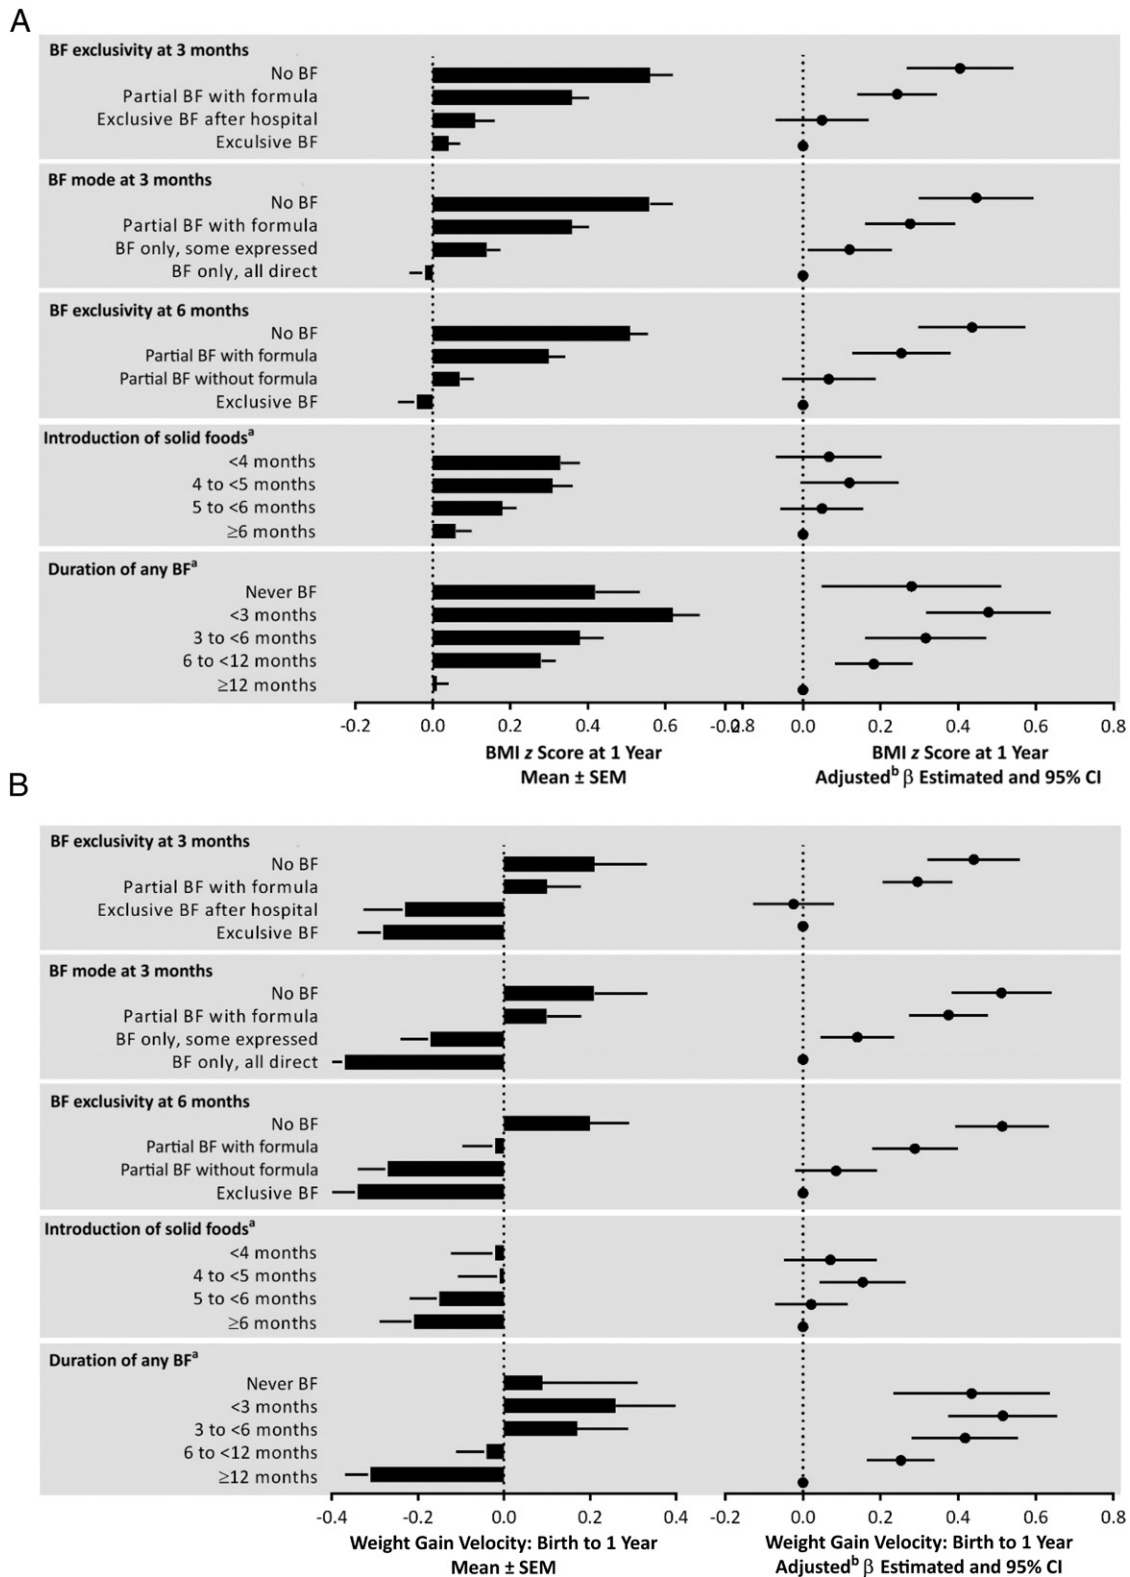 A
BF exclusivity at 3 months
No BF
Partial BF with formula
Exclusive BF after hospital
Exculsive BF
BF mode at 3 months
No BF
Partial BF with formula
BF only, some expressed
BF only, all direct
BF exclusivity at 6 months
No BF
Partial BF with formula
Partial BF without formula
Exclusive BF
Introduction of solid foodsᵃ
<4 months
4 to <5 months
5 to <6 months
≥6 months
Duration of any BFᵃ
Never BF
<3 months
3 to <6 months
6 to <12 months
≥12 months
-0.2 0.0 0.2 0.4 0.6 0.8 -0.2 0.0 0.2 0.4 0.6 0.8
BMI z Score at 1 Year BMI z Score at 1 Year
Mean ± SEM Adjustedᵇ β Estimated and 95% CI
B
BF exclusivity at 3 months
No BF
Partial BF with formula
Exclusive BF after hospital
Exculsive BF
BF mode at 3 months
No BF
Partial BF with formula
BF only, some expressed
BF only, all direct
BF exclusivity at 6 months
No BF
Partial BF with formula
Partial BF without formula
Exclusive BF
Introduction of solid foodsᵃ
<4 months
4 to <5 months
5 to <6 months
≥6 months
Duration of any BFᵃ
Never BF
<3 months
3 to <6 months
6 to <12 months
≥12 months
-0.4 -0.2 0.0 0.2 0.4 -0.2 0.0 0.2 0.4 0.6 0.8
Weight Gain Velocity: Birth to 1 Year Weight Gain Velocity: Birth to 1 Year
Mean ± SEM Adjustedᵇ β Estimated and 95% CI